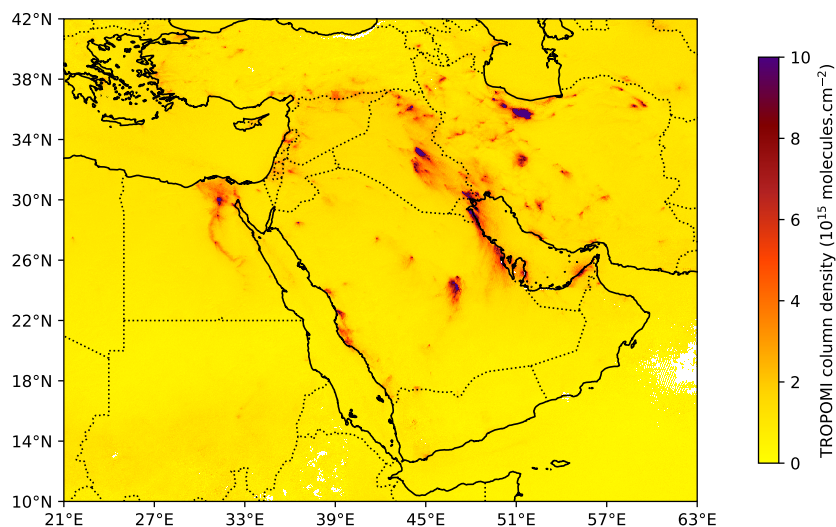 42°N
38°N
34°N
30°N
26°N
22°N
18°N
14°N
10°N
21°E 27°E 33°E 39°E 45°E 51°E 57°E 63°E
10
8
6
4
2
0
TROPOMI column density (10¹⁵ molecules.cm⁻²)